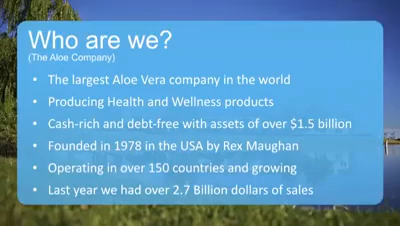 Who are we?
(The Aloe Company)
• The largest Aloe Vera company in the world
• Producing Health and Wellness products
• Cash-rich and debt-free with assets of over $1.5 billion
• Founded in 1978 in the USA by Rex Maughan
• Operating in over 150 countries and growing
• Last year we had over 2.7 Billion dollars of sales